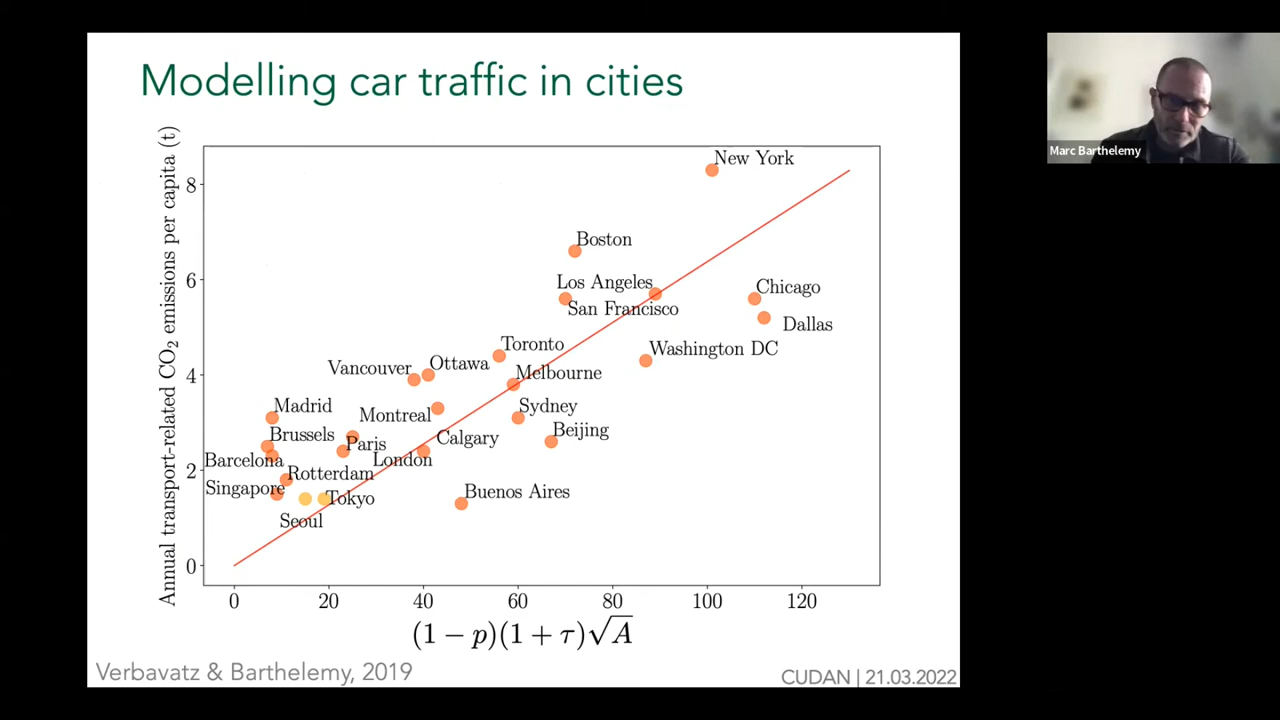 Modelling car traffic in cities
Marc Barthelemy
Annual transport-related CO₂ emissions per capita (t)
8
6
4
2
0
New York
Boston
Los Angeles
San Francisco
Chicago
Dallas
Toronto
Washington DC
Vancouver
Ottawa
Melbourne
Madrid
Montreal
Sydney
Brussels
Paris
Calgary
Beijing
Barcelona
London
Rotterdam
Singapore
Tokyo
Buenos Aires
Seoul
0 20 40 60 80 100 120
(1 − p)(1 + τ)√A
Verbavatz & Barthelemy, 2019
CUDAN | 21.03.2022